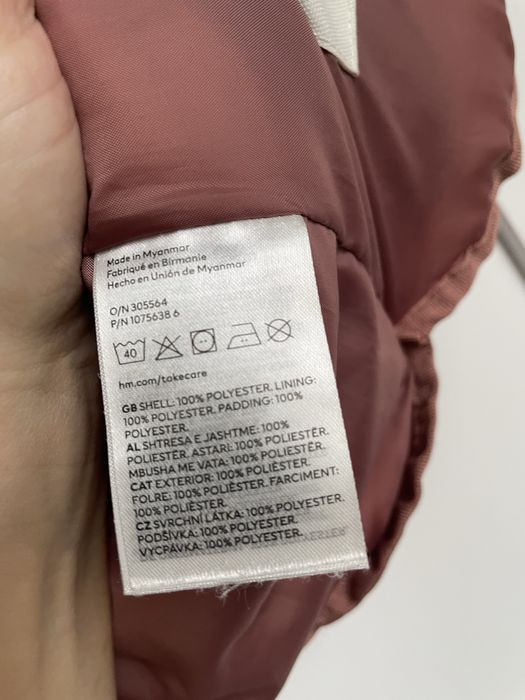 Made in Myanmar
Fabriqué en Birmanie
Hecho en Unión de Myanmar
O/N 305564
P/N 1075638 6
40
hm.com/takecare
GB SHELL: 100% POLYESTER. LINING:
100% POLYESTER. PADDING: 100%
POLYESTER.
AL SHTRESA E JASHTME: 100%
POLIESTËR. ASTARI: 100% POLIESTËR.
MBUSHA ME VATA: 100% POLIESTËR.
CAT EXTERIOR: 100% POLIÈSTER.
FOLRE: 100% POLIÈSTER. FARCIMENT:
100% POLIÈSTER.
CZ SVRCHNÍ LÁTKA: 100% POLYESTER.
PODŠÍVKA: 100% POLYESTER.
VYCPÁVKA: 100% POLYESTER.